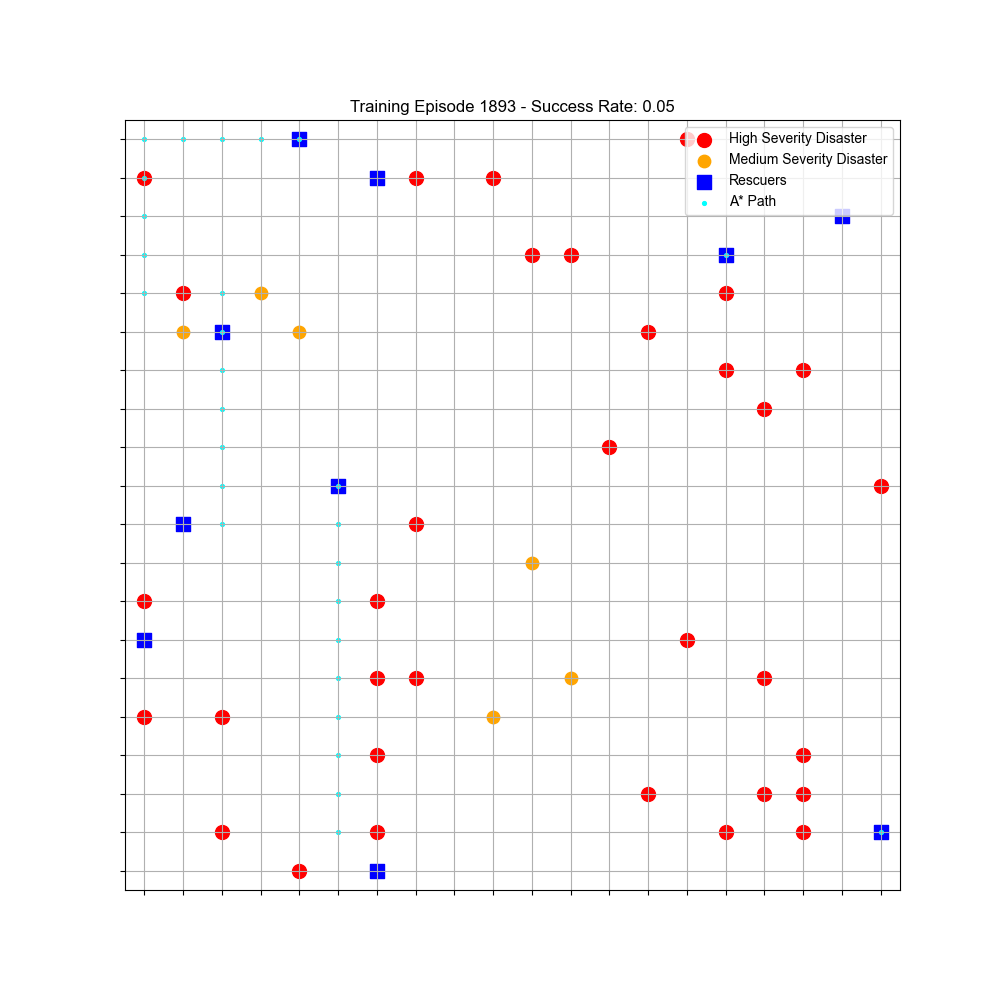 Training Episode 1893 - Success Rate: 0.05
High Severity Disaster
Medium Severity Disaster
Rescuers
A* Path